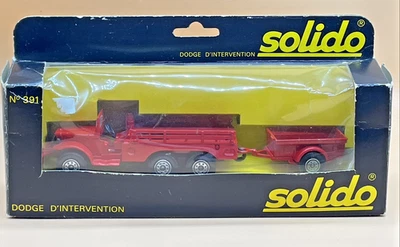 solido®
DODGE D'INTERVENTION
N° 391
solido®
DODGE D'INTERVENTION